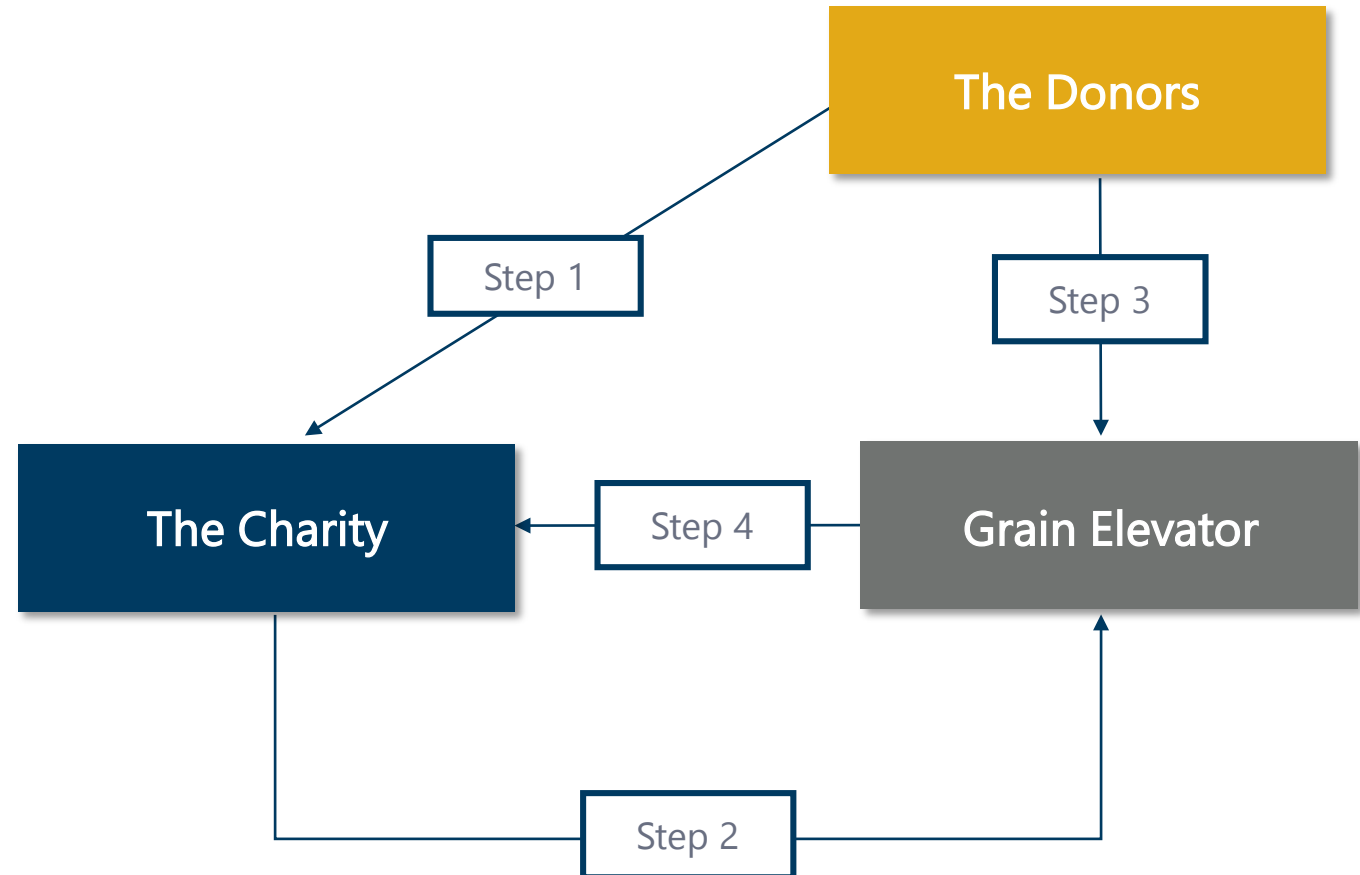 The Donors
Step 1
Step 3
The Charity
Step 4
Grain Elevator
Step 2